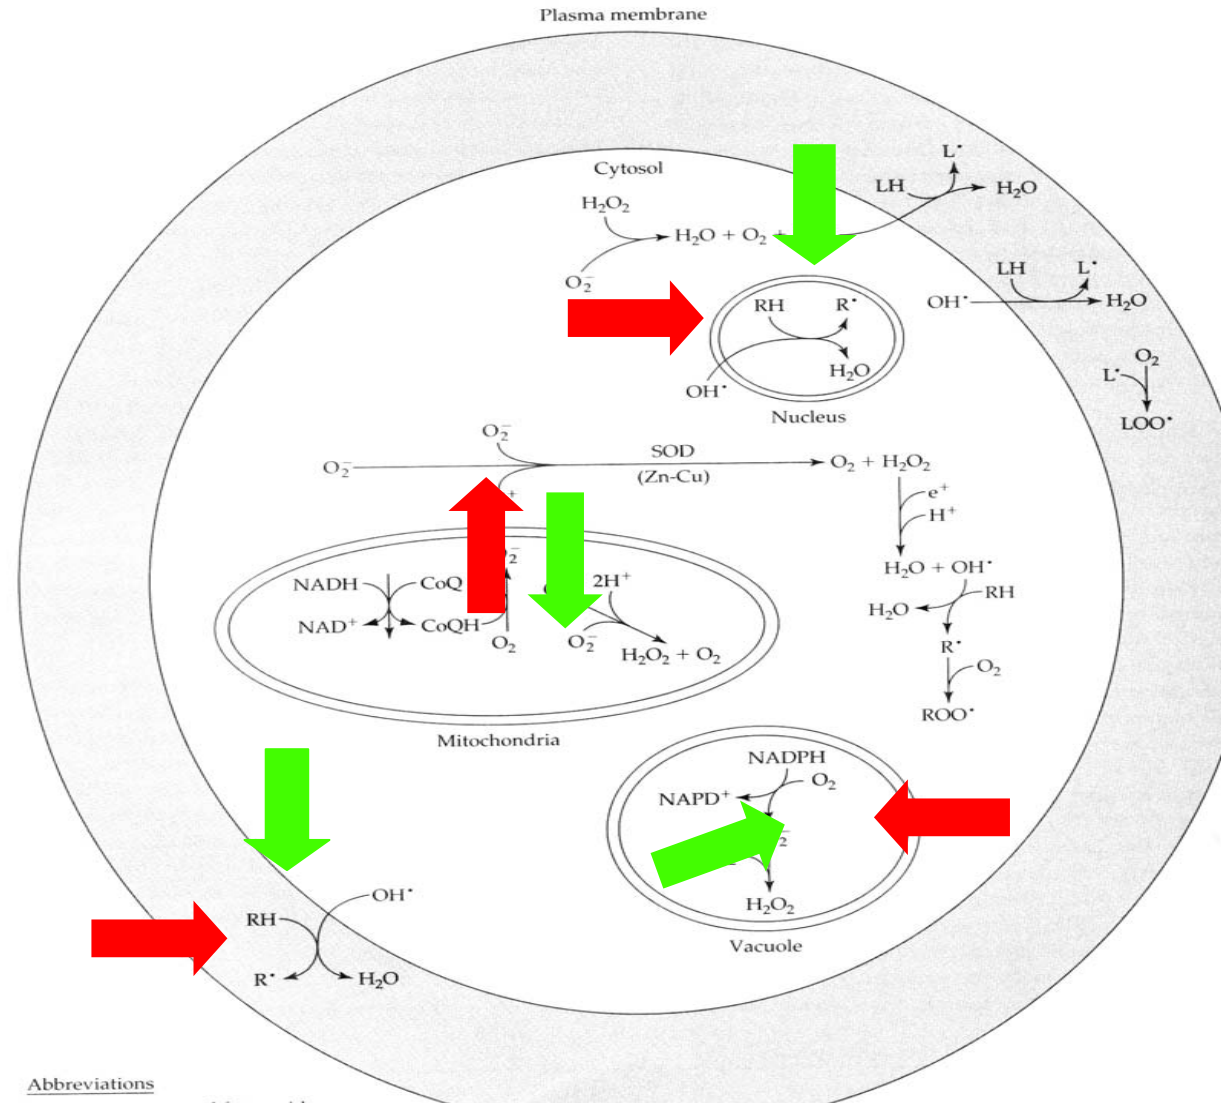 Plasma membrane
Cytosol
L•
LH
H₂O
H₂O₂
H₂O + O₂ +
O₂⁻
LH
L•
OH•
H₂O
RH
R•
H₂O
OH•
Nucleus
O₂
L•
LOO•
O₂⁻
O₂⁻
SOD
(Zn-Cu)
O₂ + H₂O₂
e⁺
H⁺
H₂O + OH•
H₂O
RH
R•
O₂
ROO•
NADH
CoQ
NAD⁺
CoQH
O₂
2H⁺
O₂⁻
H₂O₂ + O₂
Mitochondria
NADPH
O₂
NAPD⁺
H₂O₂
Vacuole
OH•
RH
R•
H₂O
Abbreviations